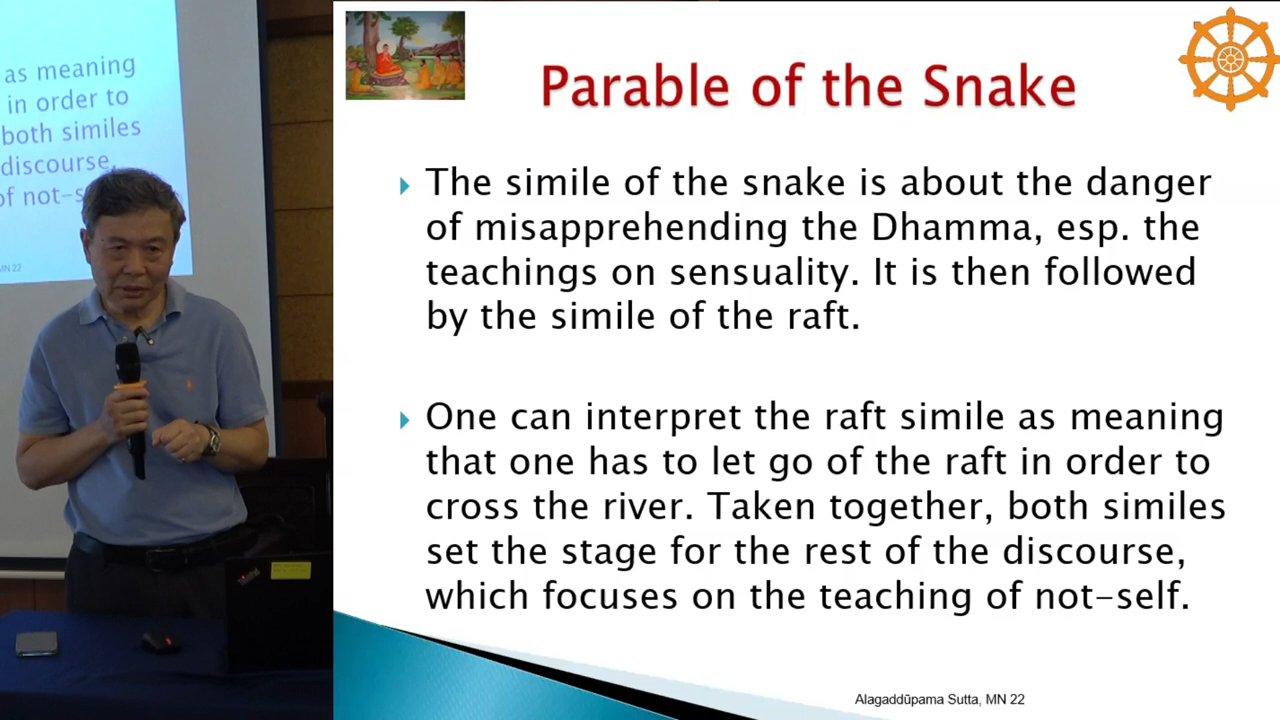 as meaning
in order to
both similes
discourse,
of not-s
MN 22
Parable of the Snake
The simile of the snake is about the danger
of misapprehending the Dhamma, esp. the
teachings on sensuality. It is then followed
by the simile of the raft.
One can interpret the raft simile as meaning
that one has to let go of the raft in order to
cross the river. Taken together, both similes
set the stage for the rest of the discourse,
which focuses on the teaching of not-self.
Alagaddūpama Sutta, MN 22
ThinkPad